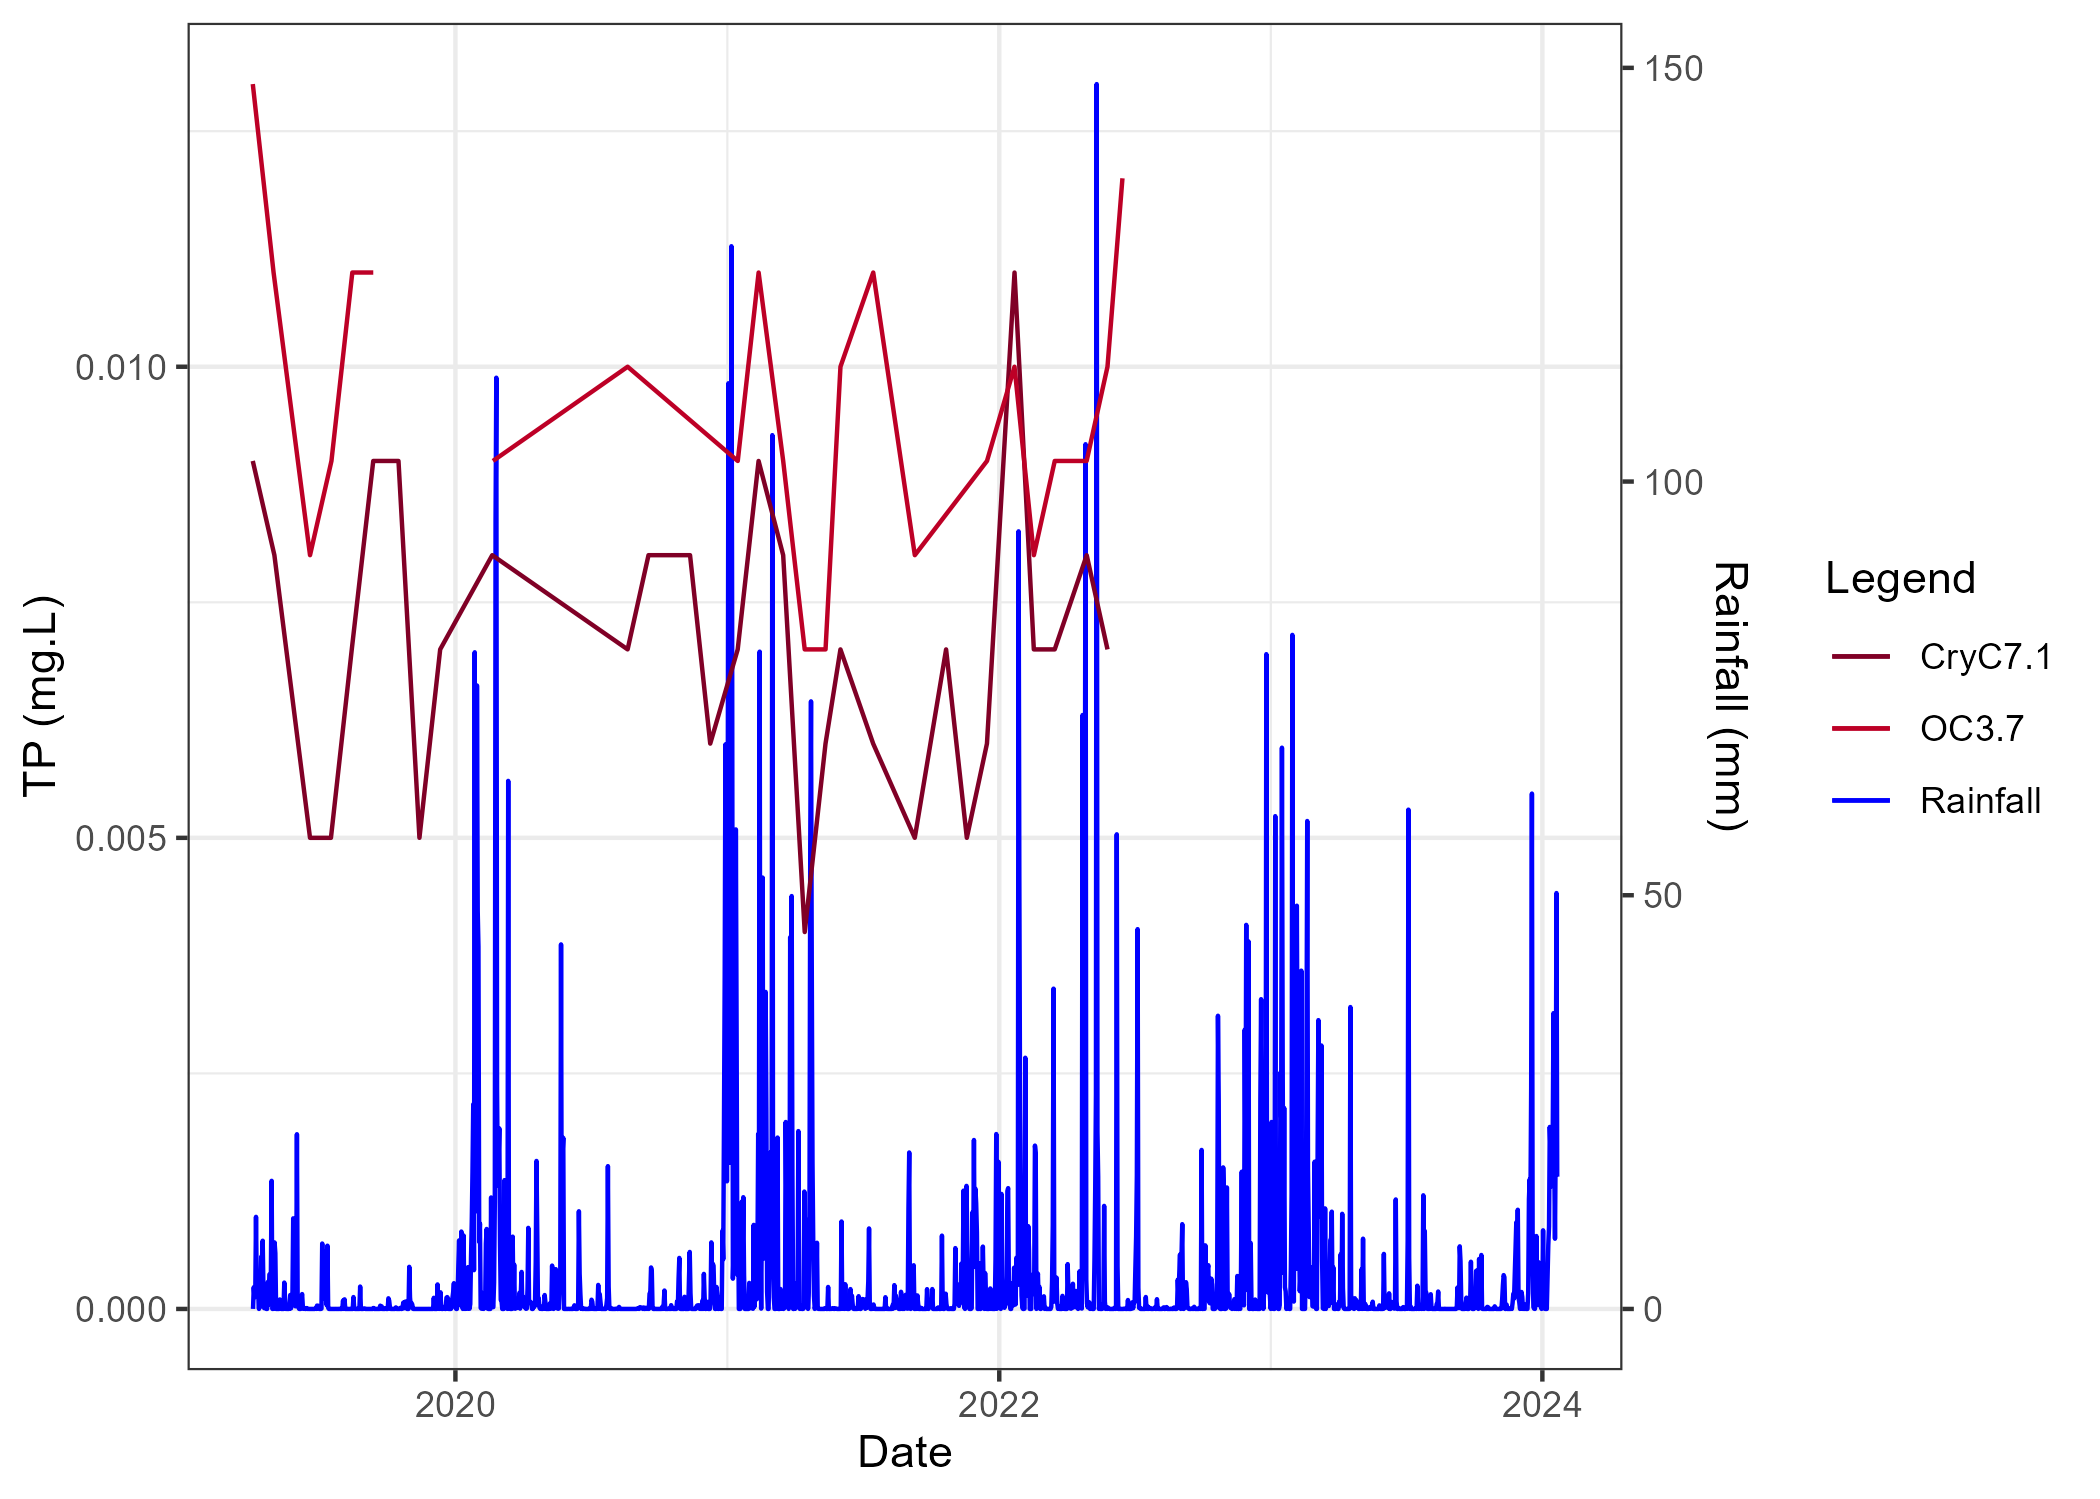 TP (mg.L)
0.010
0.005
0.000
150
100
50
0
Rainfall (mm)
2020
2022
2024
Date
Legend
CryC7.1
OC3.7
Rainfall